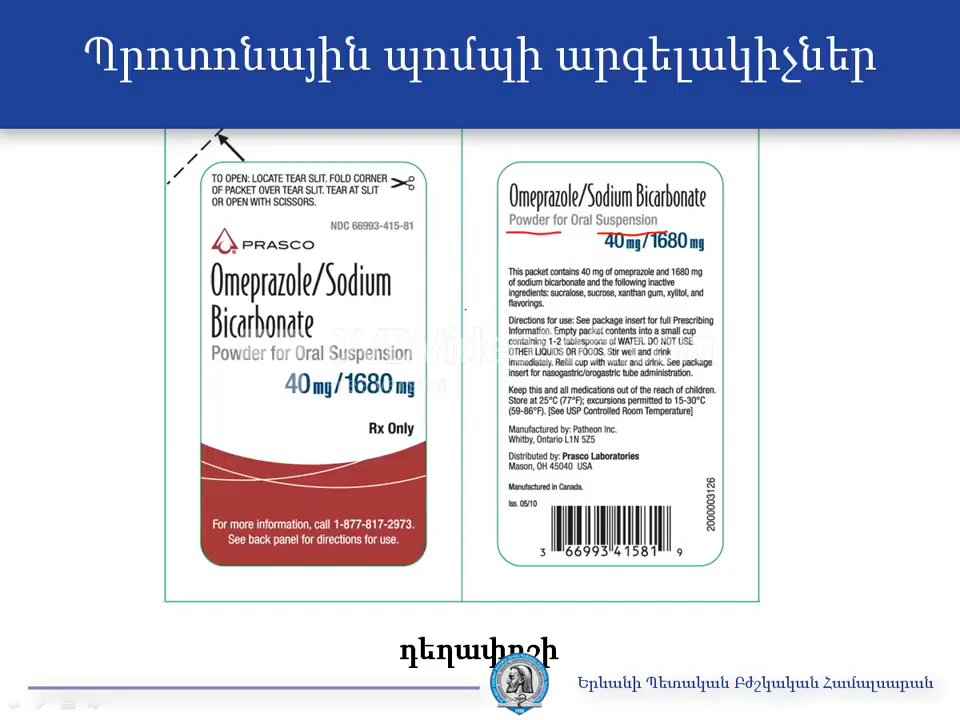 Պրոտոնային պոմպի արգելակիչներ
TO OPEN: LOCATE TEAR SLIT. FOLD CORNER
OF PACKET OVER TEAR SLIT. TEAR AT SLIT
OR OPEN WITH SCISSORS.
NDC 66993-415-81
PRASCO
Omeprazole/Sodium
Bicarbonate
Powder for Oral Suspension
40 mg/1680 mg
Rx Only
For more information, call 1-877-817-2973.
See back panel for directions for use.
Omeprazole/Sodium Bicarbonate
Powder for Oral Suspension
40 mg/1680 mg
This packet contains 40 mg of omeprazole and 1680 mg
of sodium bicarbonate and the following inactive
ingredients: sucralose, sucrose, xanthan gum, xylitol, and
flavorings.
Directions for use: See package insert for full Prescribing
Information. Empty packet contents into a small cup
containing 1-2 tablespoons of WATER. DO NOT USE
OTHER LIQUIDS OR FOODS. Stir well and drink
immediately. Refill cup with water and drink. See package
insert for nasogastric/orogastric tube administration.
Keep this and all medications out of the reach of children.
Store at 25°C (77°F); excursions permitted to 15-30°C
(59-86°F). [See USP Controlled Room Temperature]
Manufactured by: Patheon Inc.
Whitby, Ontario L1N 5Z5
Distributed by: Prasco Laboratories
Mason, OH 45040 USA
Manufactured in Canada.
Iss. 05/10
2000003126
3 66993 41581 9
դեղափոշի
Երևանի Պետական Բժշկական Համալսարան